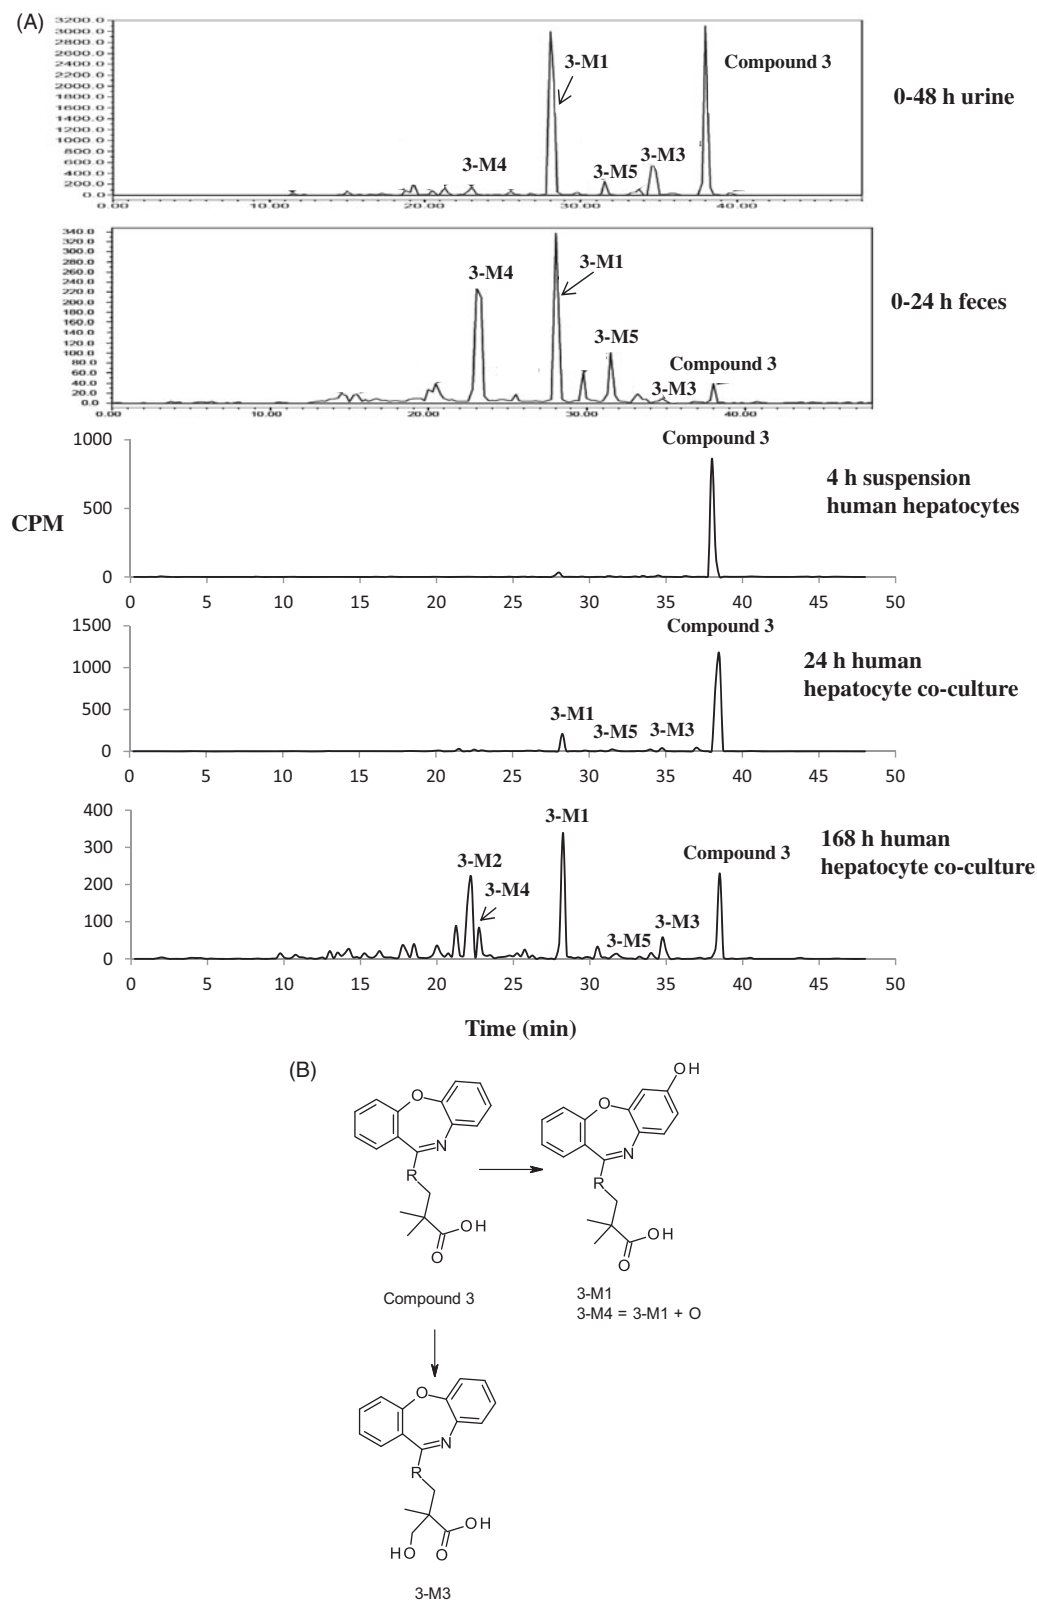 (A)
3200.0
3000.0
2800.0
2600.0
2400.0
2200.0
2000.0
1800.0
1600.0
1400.0
1200.0
1000.0
800.0
600.0
400.0
200.0
0.0
3-M4
3-M1
3-M5
3-M3
Compound 3
0-48 h urine
0.00 10.00 20.00 30.00 40.00
340.0
320.0
300.0
280.0
260.0
240.0
220.0
200.0
180.0
160.0
140.0
120.0
100.0
80.0
60.0
40.0
20.0
0.0
3-M4
3-M1
3-M5
3-M3
Compound 3
0-24 h feces
0.00 10.00 30.00 40.00
CPM
1000
500
0
Compound 3
4 h suspension
human hepatocytes
0 5 10 15 20 25 30 35 40 45 50
1500
1000
500
0
3-M1
3-M5
3-M3
Compound 3
24 h human
hepatocyte co-culture
0 5 10 15 20 25 30 35 40 45 50
400
300
200
100
0
3-M2
3-M4
3-M1
3-M5
3-M3
Compound 3
168 h human
hepatocyte co-culture
0 5 10 15 20 25 30 35 40 45 50
Time (min)
(B)
O
N
R
OH
O
Compound 3
OH
O
N
R
OH
O
3-M1
3-M4 = 3-M1 + O
O
N
R
OH
HO O
3-M3